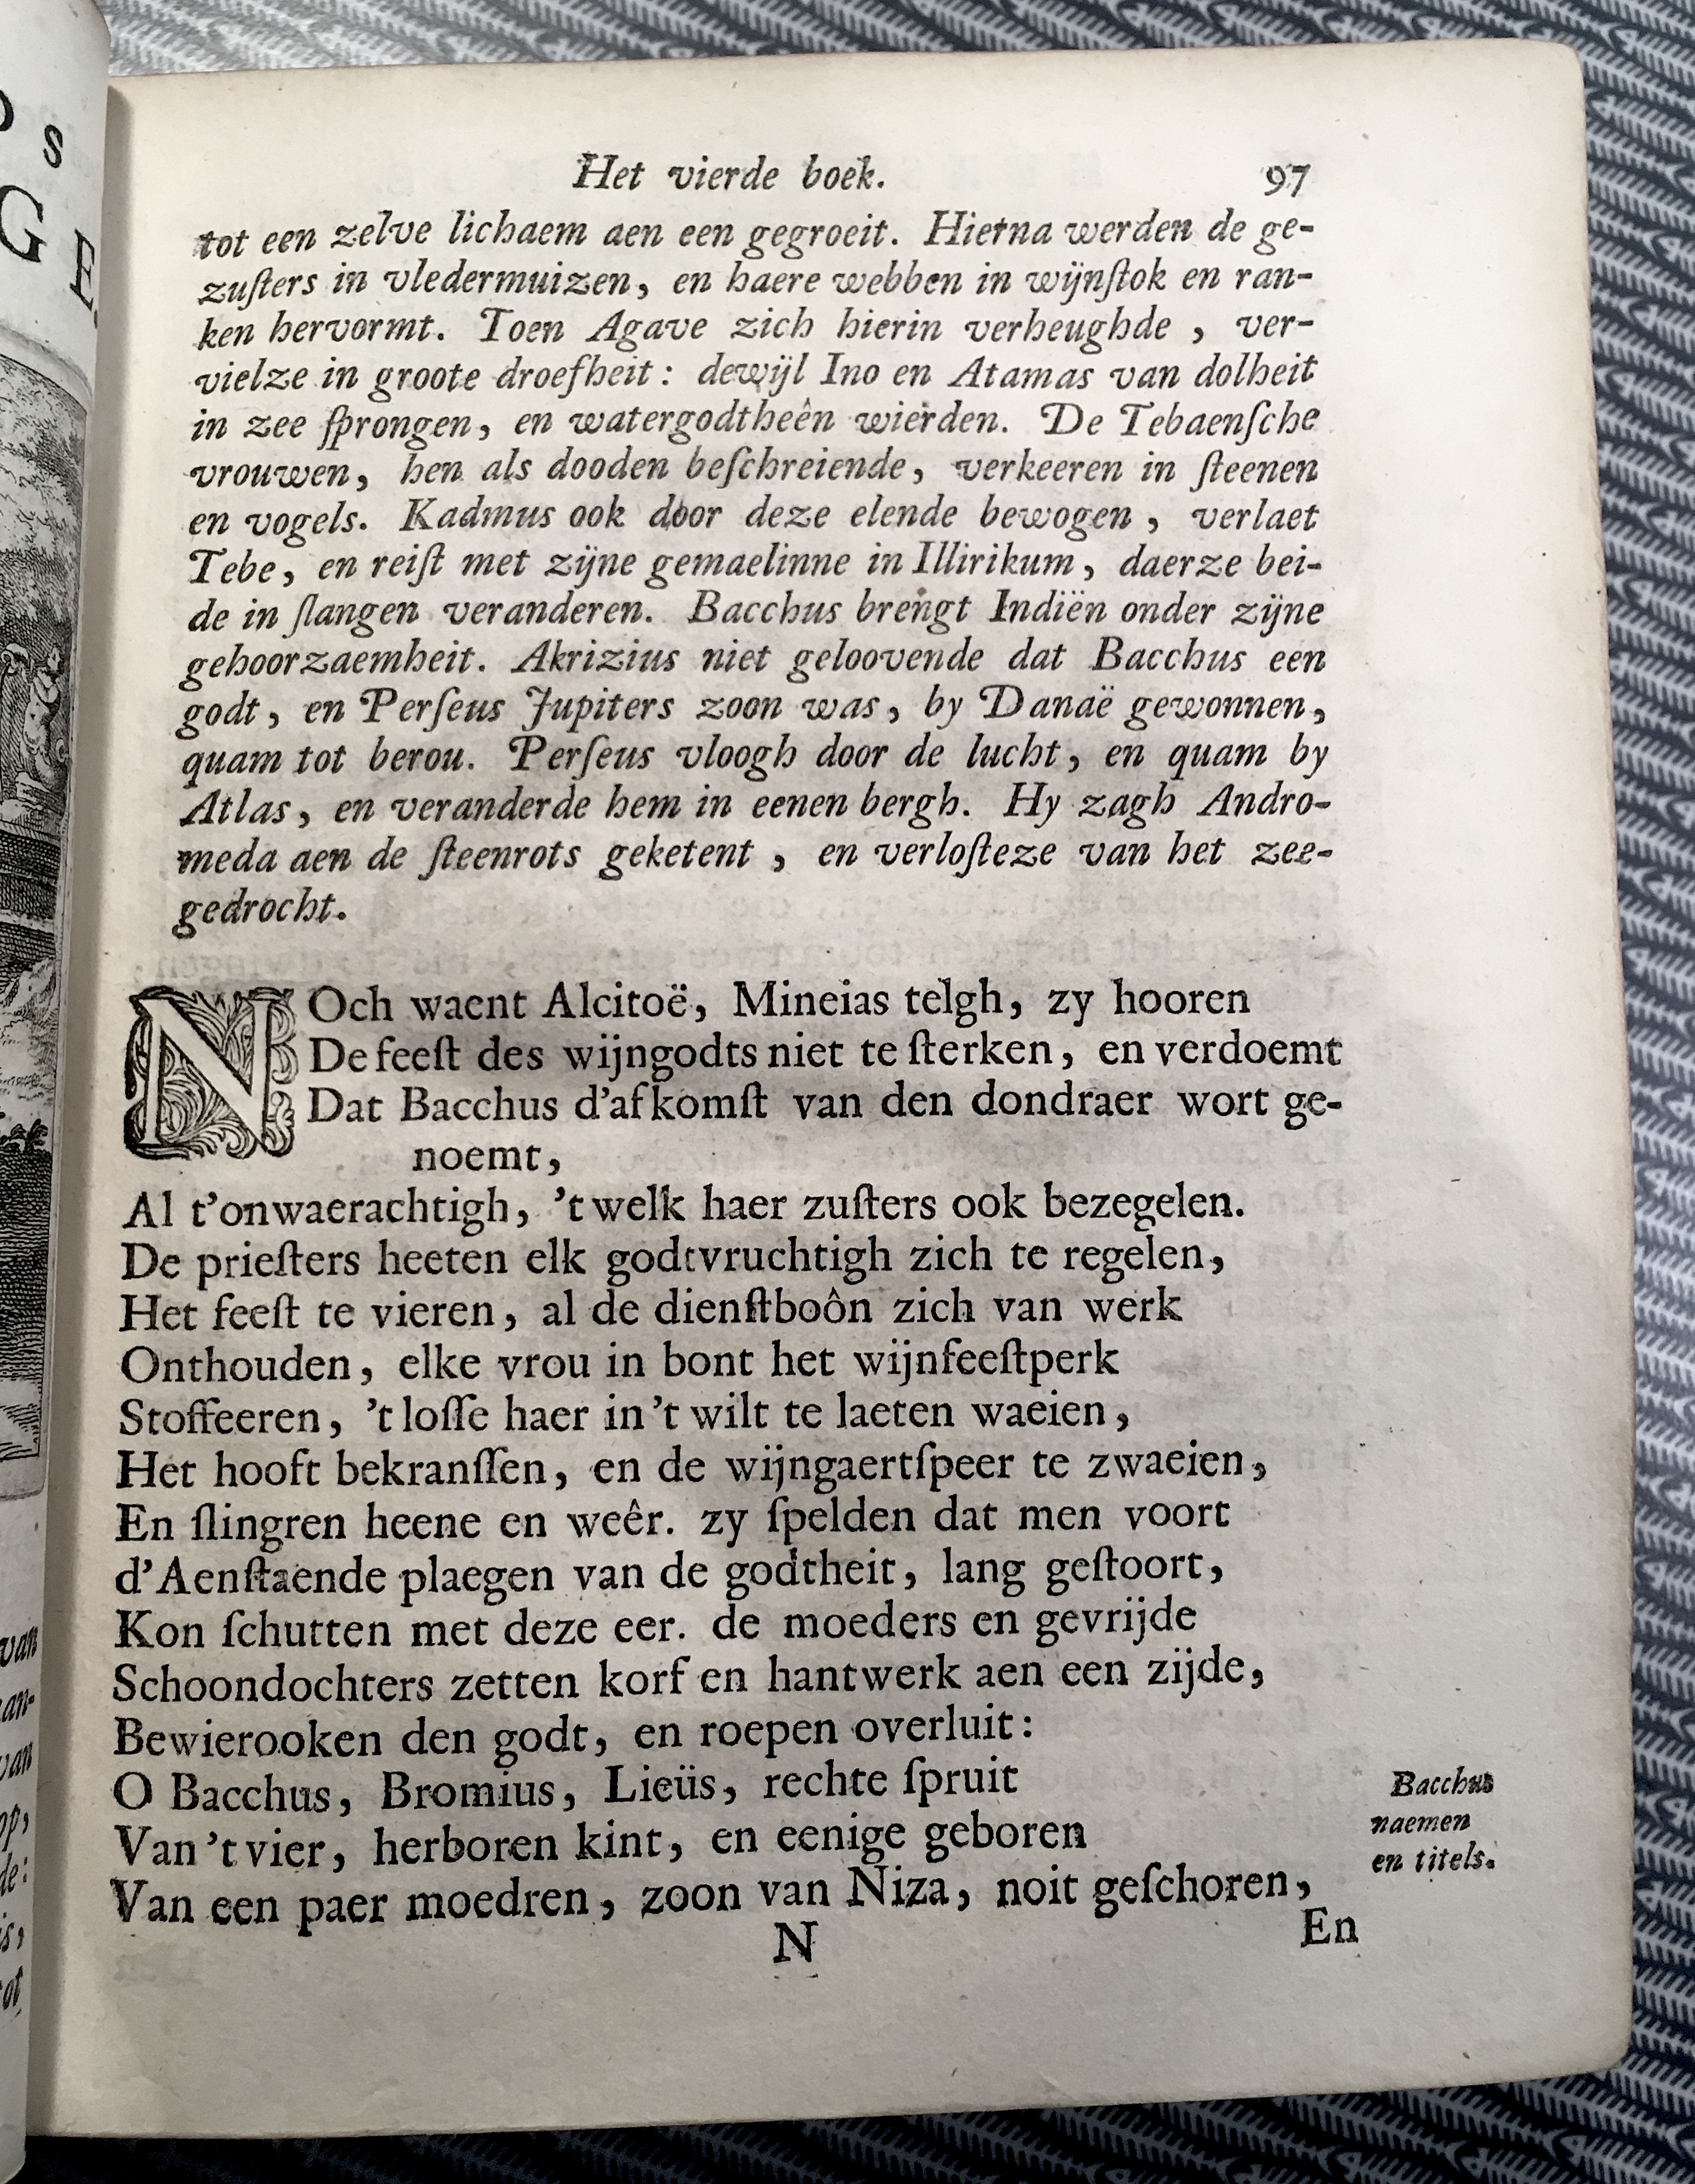 Het vierde boek. 97
tot een zelve lichaem aen een gegroeit. Hierna werden de ge-
zuſters in vledermuizen, en haere webben in wijnſtok en ran-
ken hervormt. Toen Agave zich hierin verheughde, ver-
vielze in groote droefheit: dewijl Ino en Atamas van dolheit
in zee ſprongen, en watergodtheên wierden. De Tebaenſche
vrouwen, hen als dooden beſchreiende, verkeeren in ſteenen
en vogels. Kadmus ook door deze elende bewogen, verlaet
Tebe, en reiſt met zijne gemaelinne in Illirikum, daerze bei-
de in ſlangen veranderen. Bacchus brengt Indiën onder zijne
gehoorzaemheit. Akrizius niet geloovende dat Bacchus een
godt, en Perſeus Jupiters zoon was, by Danaë gewonnen,
quam tot berou. Perſeus vloogh door de lucht, en quam by
Atlas, en veranderde hem in eenen bergh. Hy zagh Andro-
meda aen de ſteenrots geketent, en verloſteze van het zee-
gedrocht.
NOch waent Alcitoë, Mineias telgh, zy hooren
De feeſt des wijngodts niet te ſterken, en verdoemt
Dat Bacchus d'afkomſt van den dondraer wort ge-
noemt,
Al t'onwaerachtigh, 't welk haer zuſters ook bezegelen.
De prieſters heeten elk godtvruchtigh zich te regelen,
Het feeſt te vieren, al de dienſtboôn zich van werk
Onthouden, elke vrou in bont het wijnfeeſtperk
Stoffeeren, 't loſſe haer in 't wilt te laeten waeien,
Het hooft bekranſſen, en de wijngaertſpeer te zwaeien,
En ſlingren heene en weêr. zy ſpelden dat men voort
d'Aenſtaende plaegen van de godtheit, lang geſtoort,
Kon ſchutten met deze eer. de moeders en gevrijde
Schoondochters zetten korf en hantwerk aen een zijde,
Bewierooken den godt, en roepen overluit:
O Bacchus, Bromius, Lieüs, rechte ſpruit
Van 't vier, herboren kint, en eenige geboren
Van een paer moedren, zoon van Niza, noit geſchoren,
Bacchus
naemen
en titels.
N En